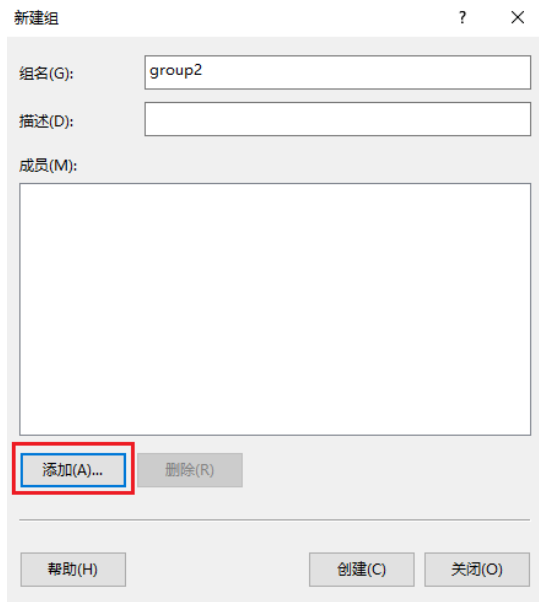 新建组 ?
组名(G): group2
描述(D):
成员(M):
添加(A)... 删除(R)
帮助(H) 创建(C) 关闭(O)